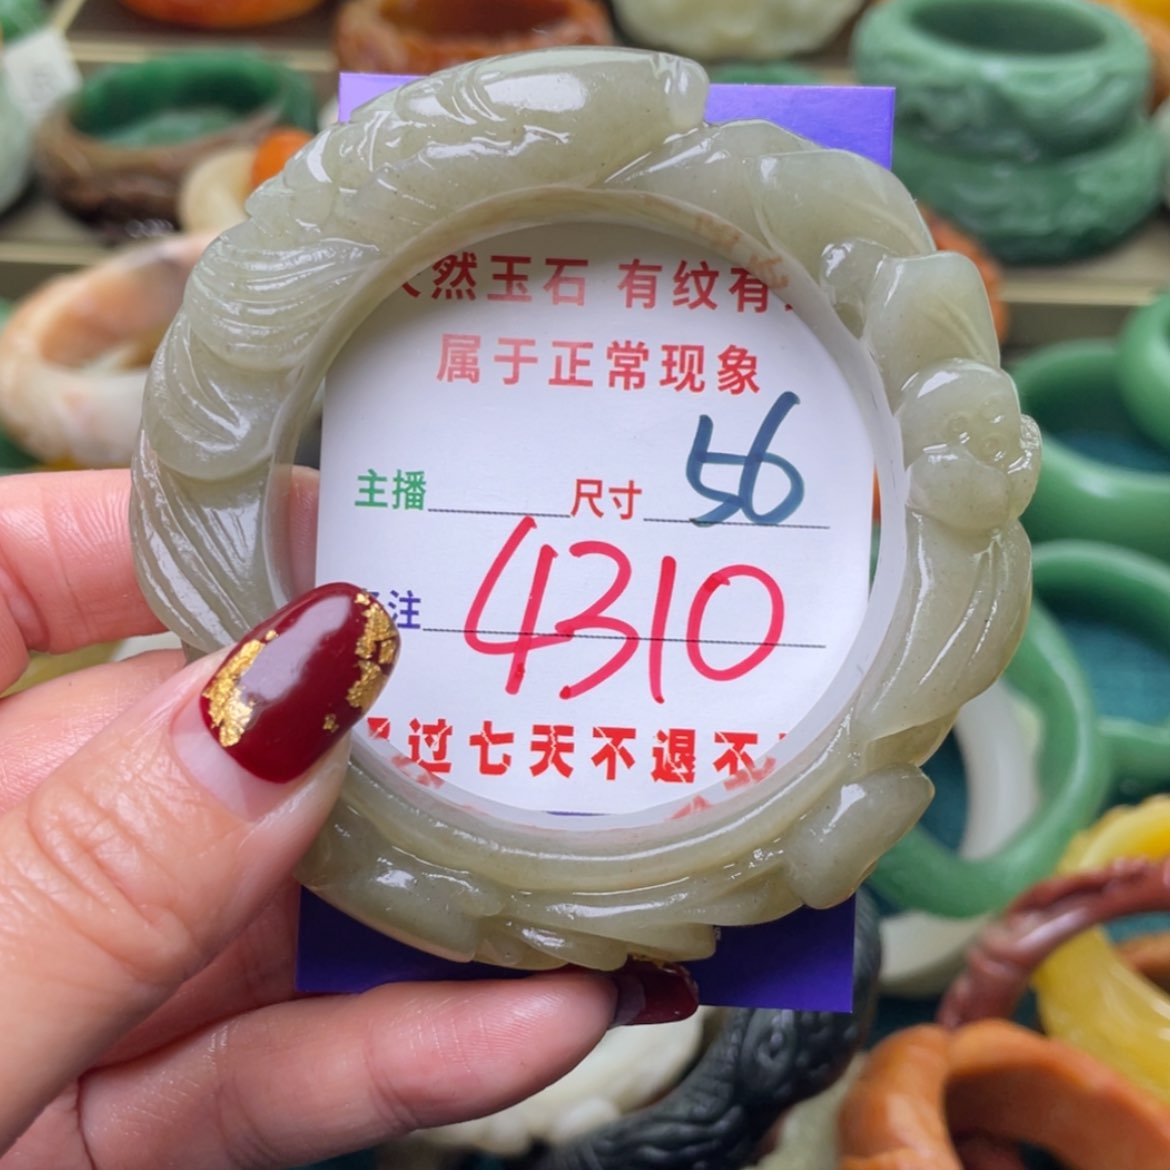 然玉石 有纹有
属于正常现象
主播 尺寸 56
注 4310
过七天不退不